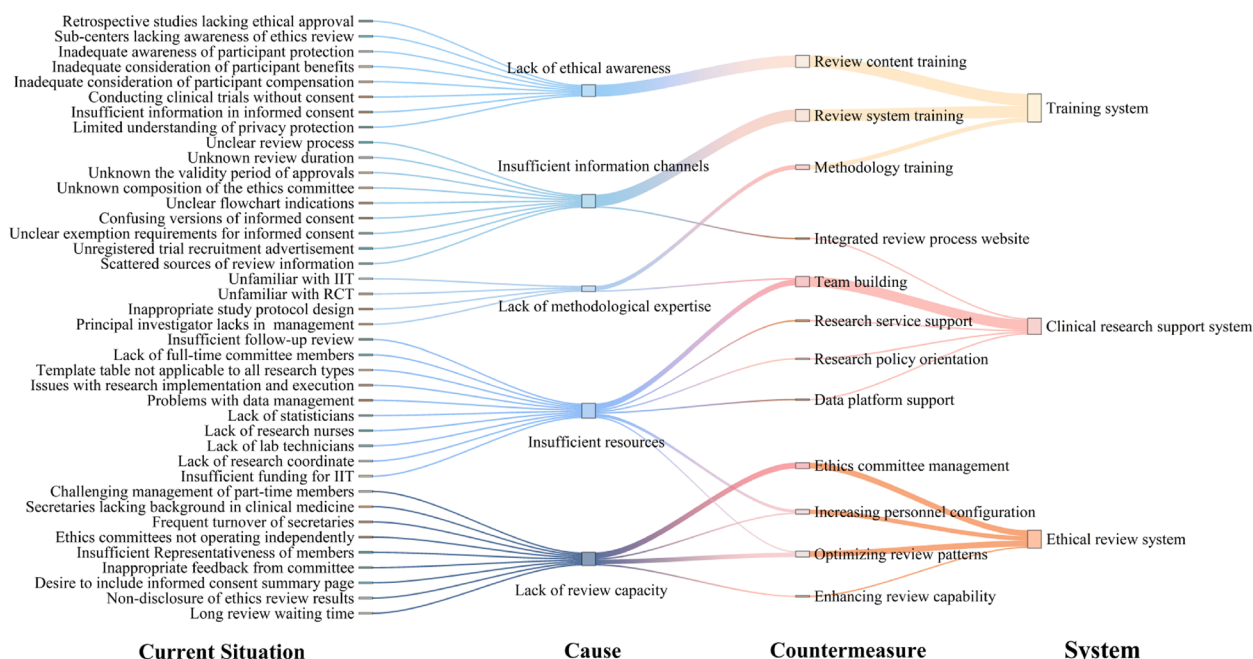 Retrospective studies lacking ethical approval
Sub-centers lacking awareness of ethics review
Inadequate awareness of participant protection
Inadequate consideration of participant benefits
Inadequate consideration of participant compensation
Conducting clinical trials without consent
Insufficient information in informed consent
Limited understanding of privacy protection
Unclear review process
Unknown review duration
Unknown the validity period of approvals
Unknown composition of the ethics committee
Unclear flowchart indications
Confusing versions of informed consent
Unclear exemption requirements for informed consent
Unregistered trial recruitment advertisement
Scattered sources of review information
Unfamiliar with IIT
Unfamiliar with RCT
Inappropriate study protocol design
Principal investigator lacks in management
Insufficient follow-up review
Lack of full-time committee members
Template table not applicable to all research types
Issues with research implementation and execution
Problems with data management
Lack of statisticians
Lack of research nurses
Lack of lab technicians
Lack of research coordinate
Insufficient funding for IIT
Challenging management of part-time members
Secretaries lacking background in clinical medicine
Frequent turnover of secretaries
Ethics committees not operating independently
Insufficient Representativeness of members
Inappropriate feedback from committee
Desire to include informed consent summary page
Non-disclosure of ethics review results
Long review waiting time
Lack of ethical awareness
Insufficient information channels
Lack of methodological expertise
Insufficient resources
Lack of review capacity
Review content training
Review system training
Methodology training
Integrated review process website
Team building
Research service support
Research policy orientation
Data platform support
Ethics committee management
Increasing personnel configuration
Optimizing review patterns
Enhancing review capability
Training system
Clinical research support system
Ethical review system
Current Situation
Cause
Countermeasure
System